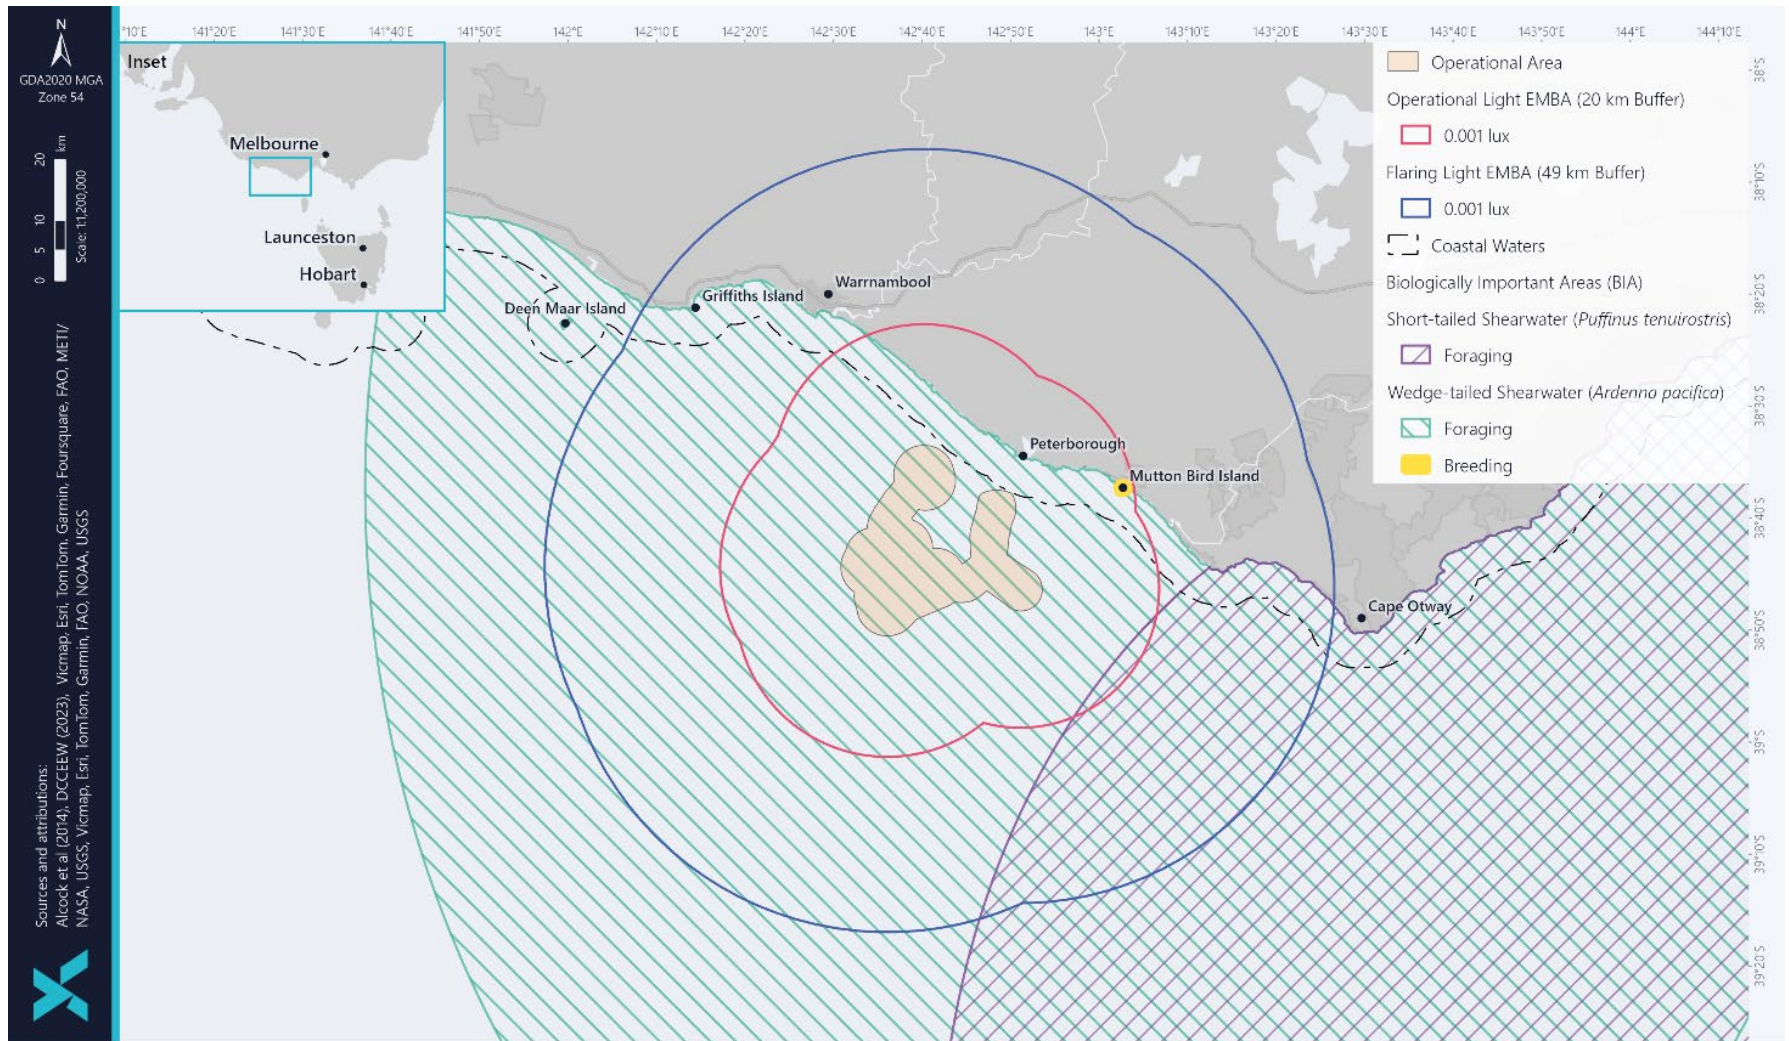 N
GDA2020 MGA
Zone 54
0 5 10 20 km
Scale: 1:1,200,000
Sources and attributions:
Alcock et al (2014), DCCEEW (2023), Vicmap, Esri, TomTom, Garmin, Foursquare, FAO, METI/
NASA, USGS, Vicmap, Esri, TomTom, Garmin, FAO, NOAA, USGS
°10'E 141°20'E 141°30'E 141°40'E 141°50'E 142°E 142°10'E 142°20'E 142°30'E 142°40'E 142°50'E 143°E 143°10'E 143°20'E 143°30'E 143°40'E 143°50'E 144°E 144°10'E
Inset
Melbourne
Launceston
Hobart
Deen Maar Island
Griffiths Island
Warrnambool
Peterborough
Mutton Bird Island
Cape Otway
Operational Area
Operational Light EMBA (20 km Buffer)
0.001 lux
Flaring Light EMBA (49 km Buffer)
0.001 lux
Coastal Waters
Biologically Important Areas (BIA)
Short-tailed Shearwater (Puffinus tenuirostris)
Foraging
Wedge-tailed Shearwater (Ardenna pacifica)
Foraging
Breeding
38°S
38°10'S
38°20'S
38°30'S
38°40'S
38°50'S
39°S
39°10'S
39°20'S